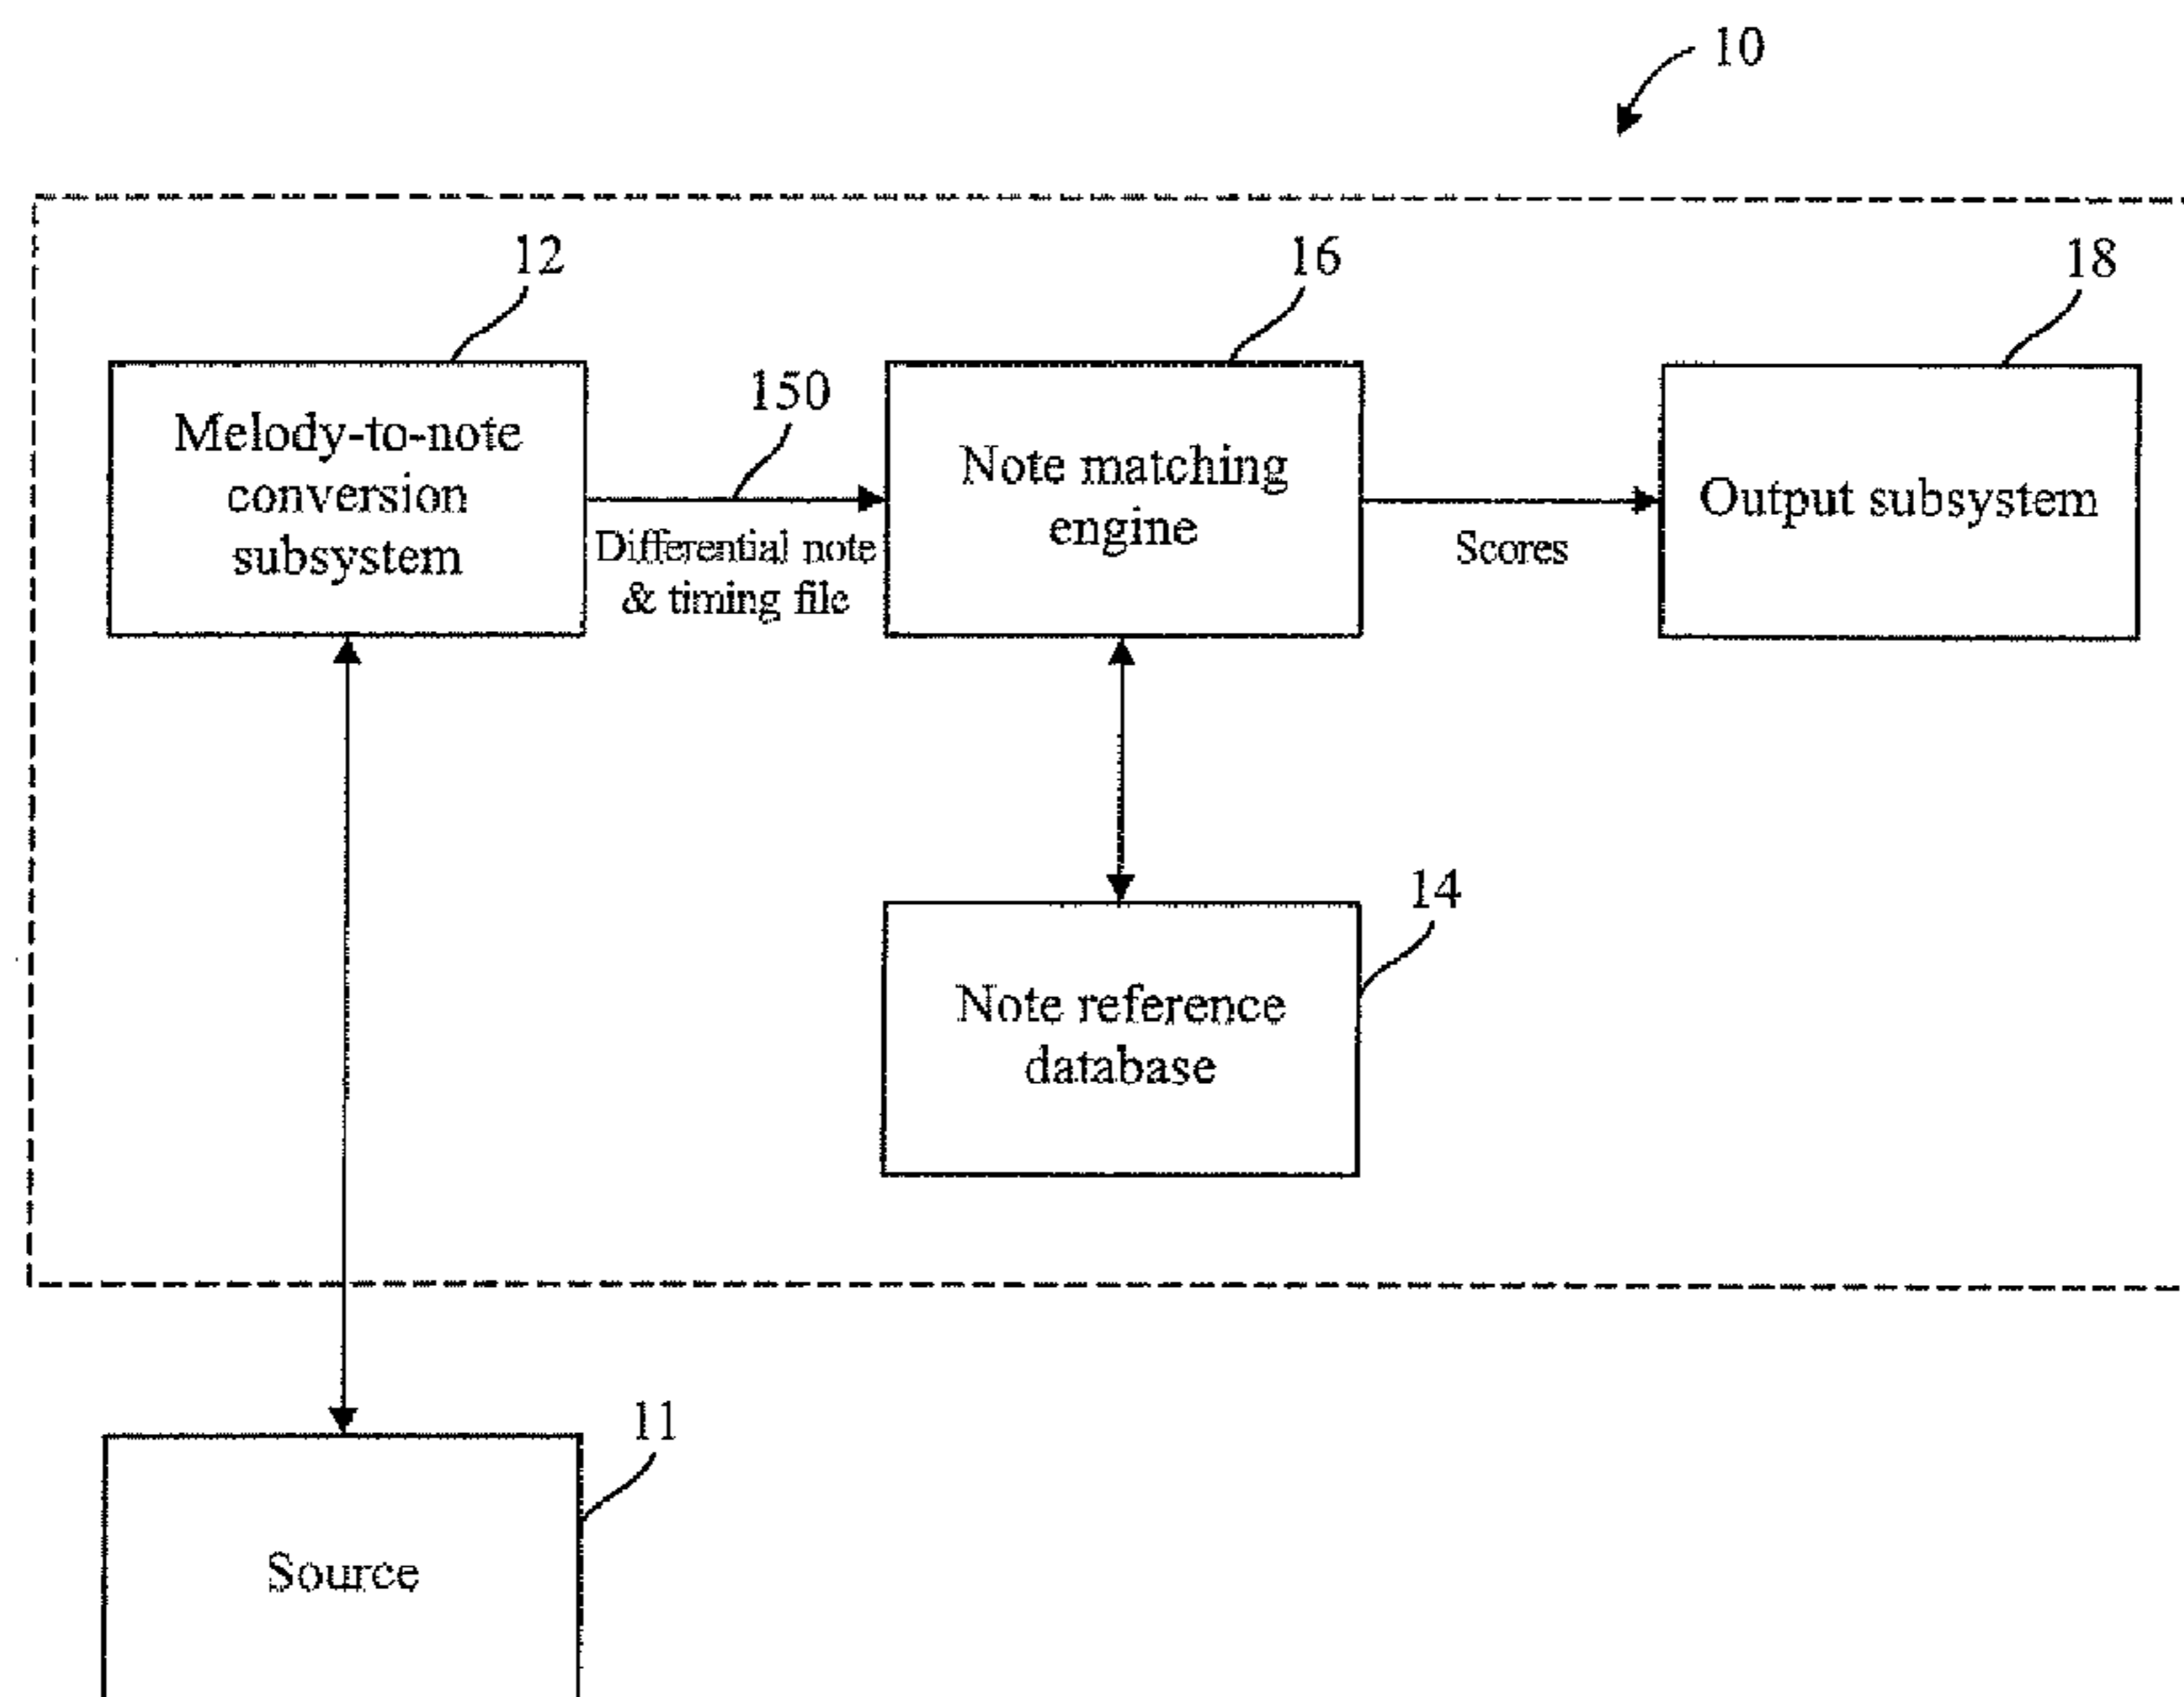 10
12
16
18
150
Melody-to-note
conversion
subsystem
Differential note
& timing file
Note matching
engine
Scores
Output subsystem
14
Note reference
database
11
Source